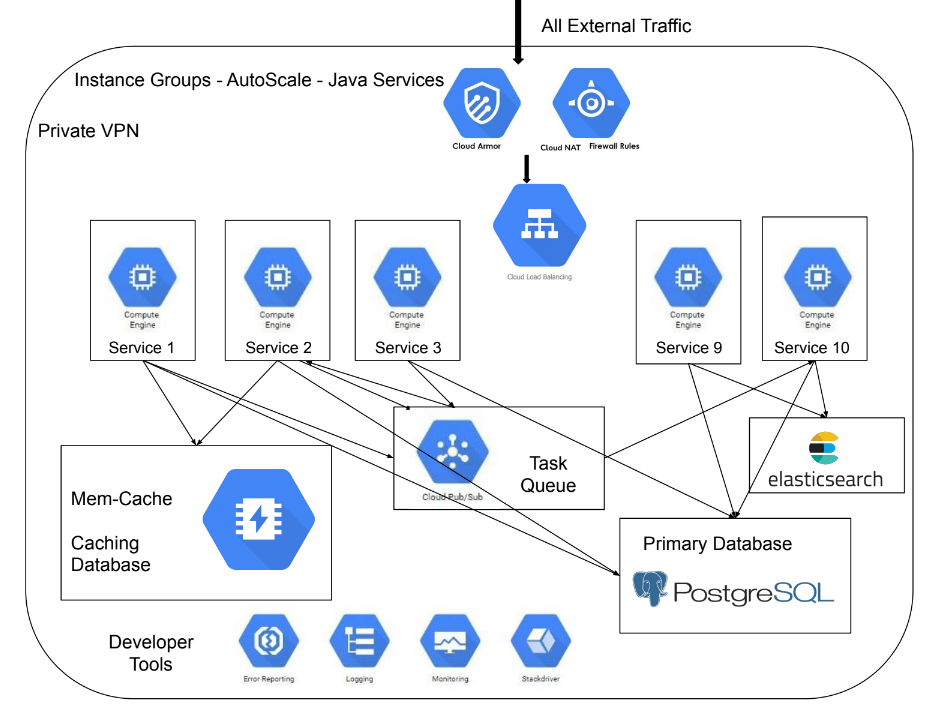 All External Traffic
Instance Groups - AutoScale - Java Services
Private VPN
Cloud Armor
Cloud NAT
Firewall Rules
Cloud Load Balancing
Compute
Engine
Service 1
Compute
Engine
Service 2
Compute
Engine
Service 3
Compute
Engine
Service 9
Compute
Engine
Service 10
Cloud Pub/Sub
Task
Queue
elasticsearch
Mem-Cache
Caching
Database
Primary Database
PostgreSQL
Developer
Tools
Error Reporting
Logging
Monitoring
Stackdriver